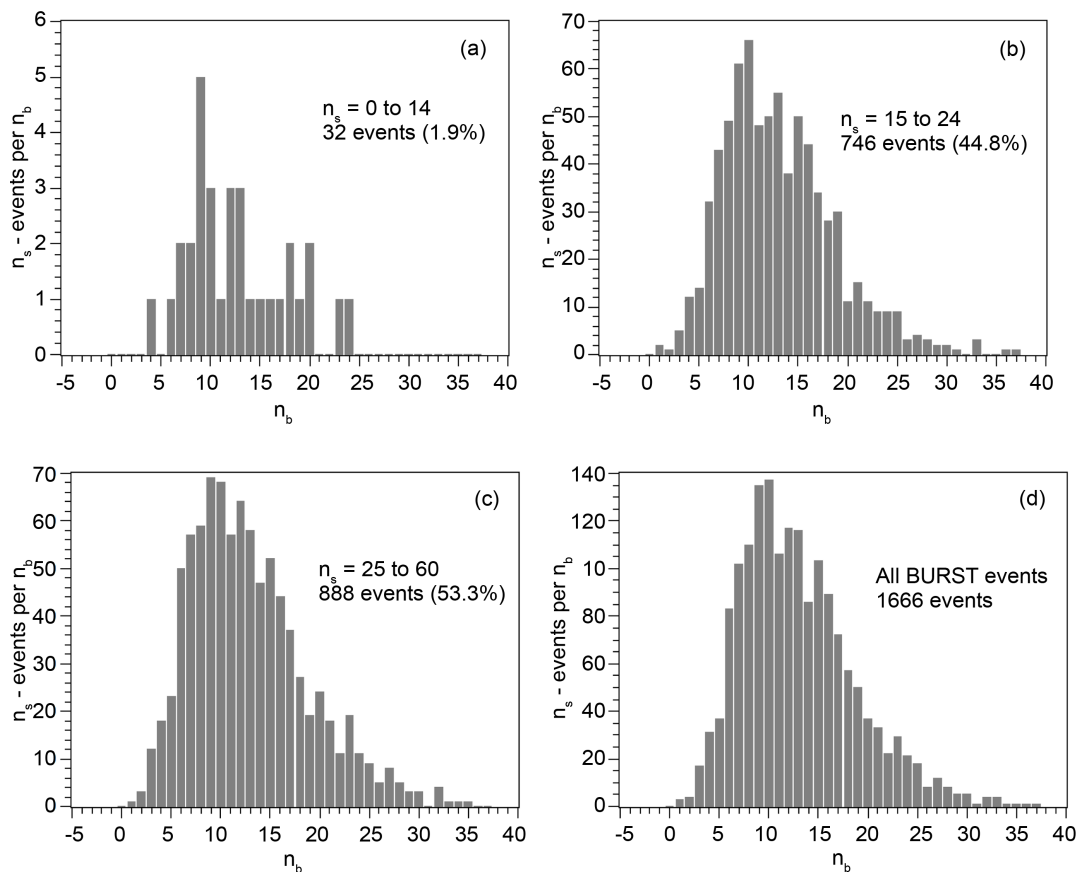 (a)
n_s - events per n_b
6
5
4
3
2
1
0
n_s = 0 to 14
32 events (1.9%)
-5 0 5 10 15 20 25 30 35 40
n_b
(b)
n_s - events per n_b
70
60
50
40
30
20
10
0
n_s = 15 to 24
746 events (44.8%)
-5 0 5 10 15 20 25 30 35 40
n_b
(c)
n_s - events per n_b
70
60
50
40
30
20
10
0
n_s = 25 to 60
888 events (53.3%)
-5 0 5 10 15 20 25 30 35 40
n_b
(d)
n_s - events per n_b
140
120
100
80
60
40
20
0
All BURST events
1666 events
-5 0 5 10 15 20 25 30 35 40
n_b